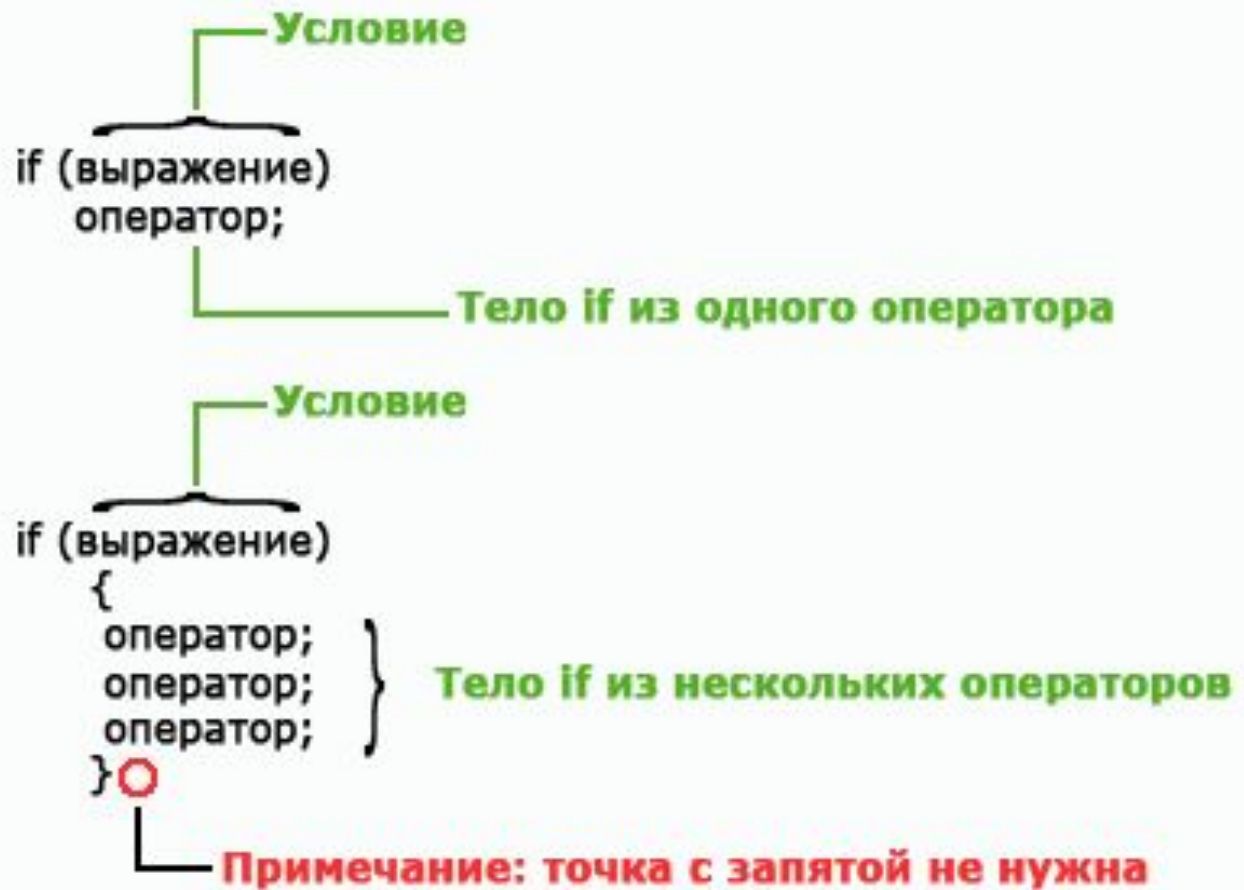 Условие
if (выражение)
оператор;
Тело if из одного оператора
Условие
if (выражение)
{
оператор;
оператор;
оператор;
}
Тело if из нескольких операторов
Примечание: точка с запятой не нужна